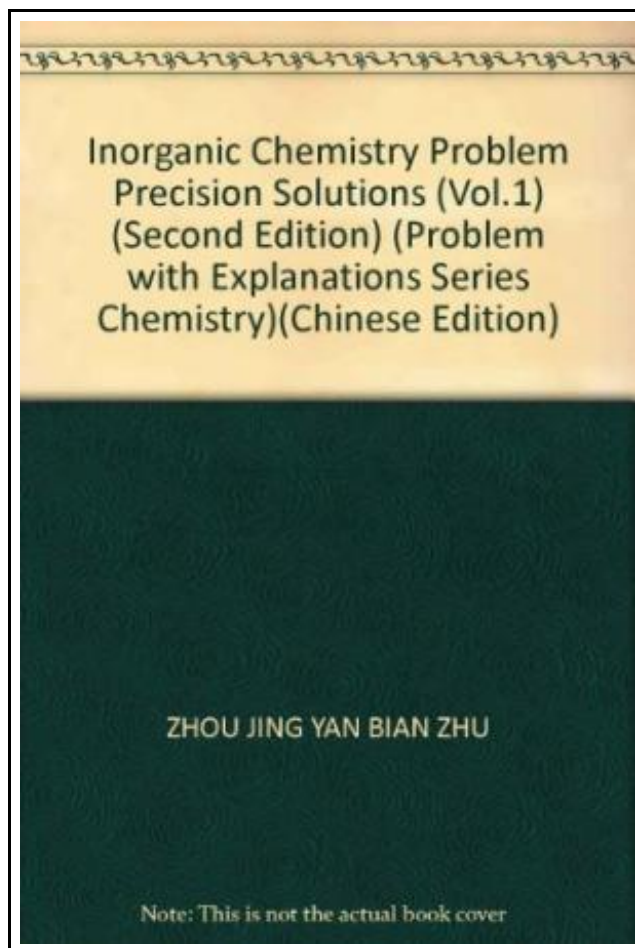 Inorganic Chemistry Problem
Precision Solutions (Vol.1)
(Second Edition) (Problem
with Explanations Series
Chemistry)(Chinese Edition)
ZHOU JING YAN BIAN ZHU
Note: This is not the actual book cover